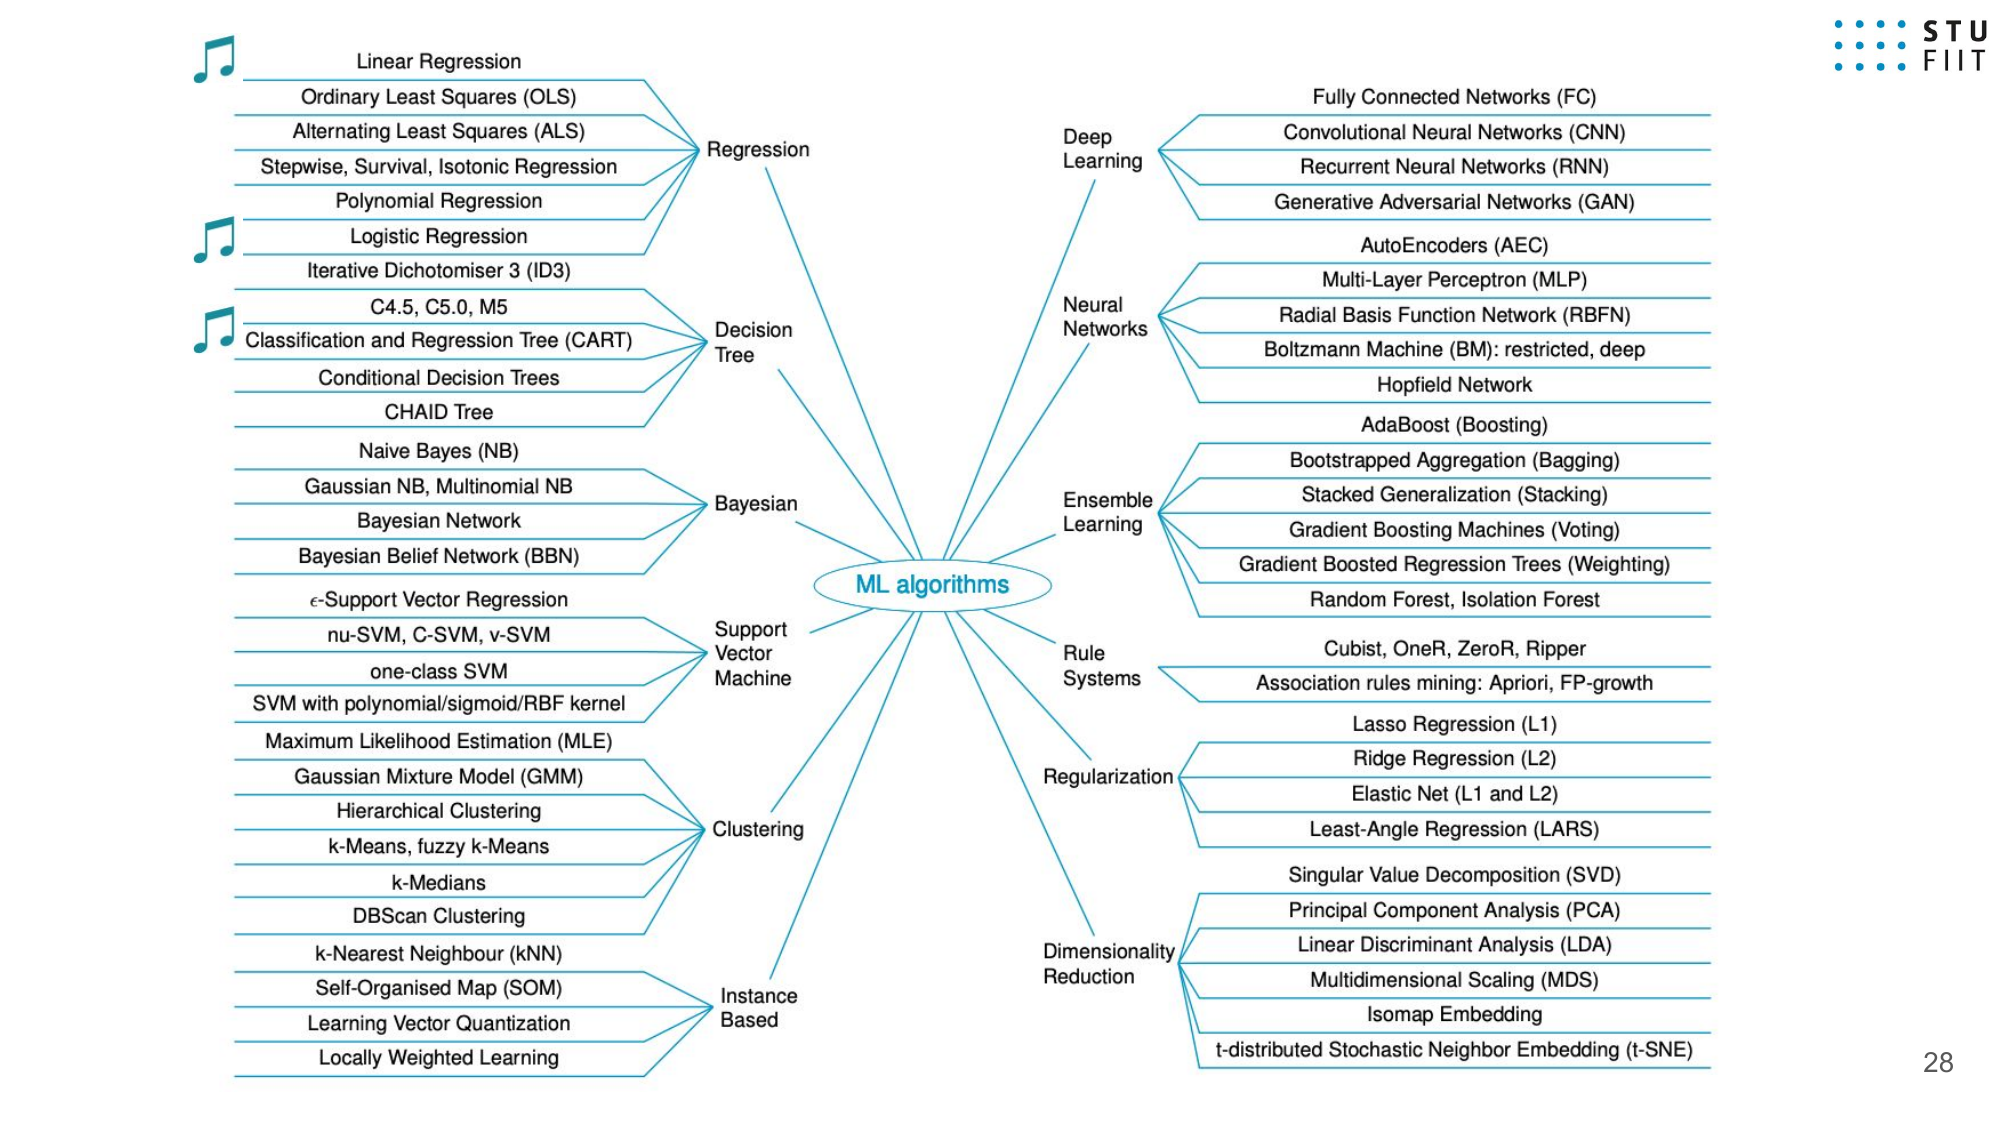 STU
FIIT
Linear Regression
Ordinary Least Squares (OLS)
Alternating Least Squares (ALS)
Stepwise, Survival, Isotonic Regression
Polynomial Regression
Logistic Regression
Regression
Iterative Dichotomiser 3 (ID3)
C4.5, C5.0, M5
Classification and Regression Tree (CART)
Conditional Decision Trees
CHAID Tree
Decision
Tree
Naive Bayes (NB)
Gaussian NB, Multinomial NB
Bayesian Network
Bayesian Belief Network (BBN)
Bayesian
ϵ-Support Vector Regression
nu-SVM, C-SVM, v-SVM
one-class SVM
SVM with polynomial/sigmoid/RBF kernel
Support
Vector
Machine
Maximum Likelihood Estimation (MLE)
Gaussian Mixture Model (GMM)
Hierarchical Clustering
k-Means, fuzzy k-Means
k-Medians
DBScan Clustering
Clustering
k-Nearest Neighbour (kNN)
Self-Organised Map (SOM)
Learning Vector Quantization
Locally Weighted Learning
Instance
Based
ML algorithms
Deep
Learning
Fully Connected Networks (FC)
Convolutional Neural Networks (CNN)
Recurrent Neural Networks (RNN)
Generative Adversarial Networks (GAN)
Neural
Networks
AutoEncoders (AEC)
Multi-Layer Perceptron (MLP)
Radial Basis Function Network (RBFN)
Boltzmann Machine (BM): restricted, deep
Hopfield Network
Ensemble
Learning
AdaBoost (Boosting)
Bootstrapped Aggregation (Bagging)
Stacked Generalization (Stacking)
Gradient Boosting Machines (Voting)
Gradient Boosted Regression Trees (Weighting)
Random Forest, Isolation Forest
Rule
Systems
Cubist, OneR, ZeroR, Ripper
Association rules mining: Apriori, FP-growth
Regularization
Lasso Regression (L1)
Ridge Regression (L2)
Elastic Net (L1 and L2)
Least-Angle Regression (LARS)
Dimensionality
Reduction
Singular Value Decomposition (SVD)
Principal Component Analysis (PCA)
Linear Discriminant Analysis (LDA)
Multidimensional Scaling (MDS)
Isomap Embedding
t-distributed Stochastic Neighbor Embedding (t-SNE)
28